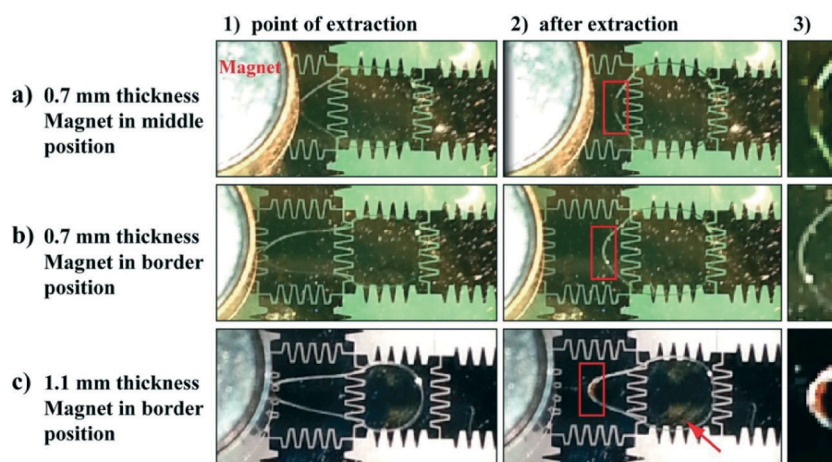 1) point of extraction
2) after extraction
3)
Magnet
a) 0.7 mm thickness
Magnet in middle
position
b) 0.7 mm thickness
Magnet in border
position
c) 1.1 mm thickness
Magnet in border
position